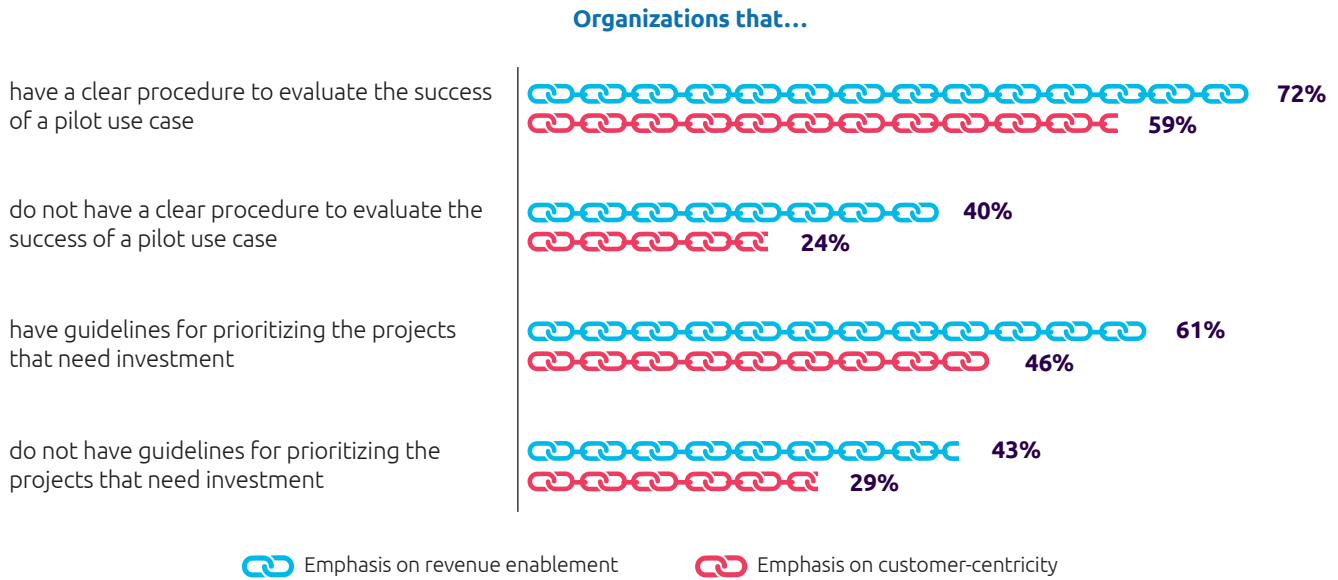 Organizations that…
have a clear procedure to evaluate the success
of a pilot use case
72%
59%
do not have a clear procedure to evaluate the
success of a pilot use case
40%
24%
have guidelines for prioritizing the projects
that need investment
61%
46%
do not have guidelines for prioritizing the
projects that need investment
43%
29%
Emphasis on revenue enablement
Emphasis on customer-centricity